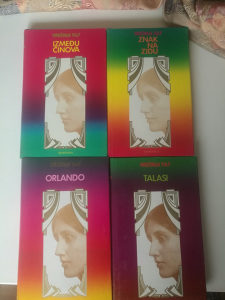 VIRDŽINIJA VULF
IZMEĐU
ČINOVA
VIRDŽINIJA VULF
ZNAK
NA
ZIDU
VIRDŽINIJA VULF
ORLANDO
VIRDŽINIJA VULF
TALASI